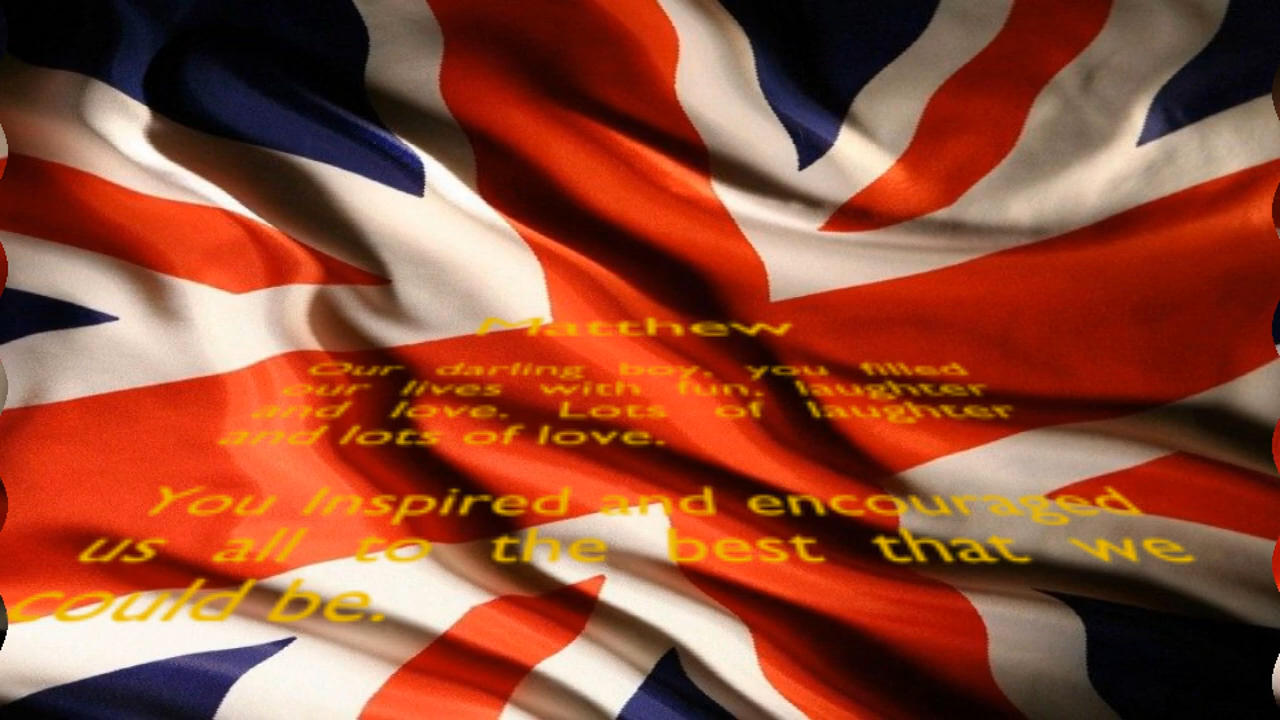 Matthew
Our darling boy, you filled
our lives with fun, laughter
and love. Lots of laughter
and lots of love.
You Inspired and encouraged
us all to the best that we
could be.